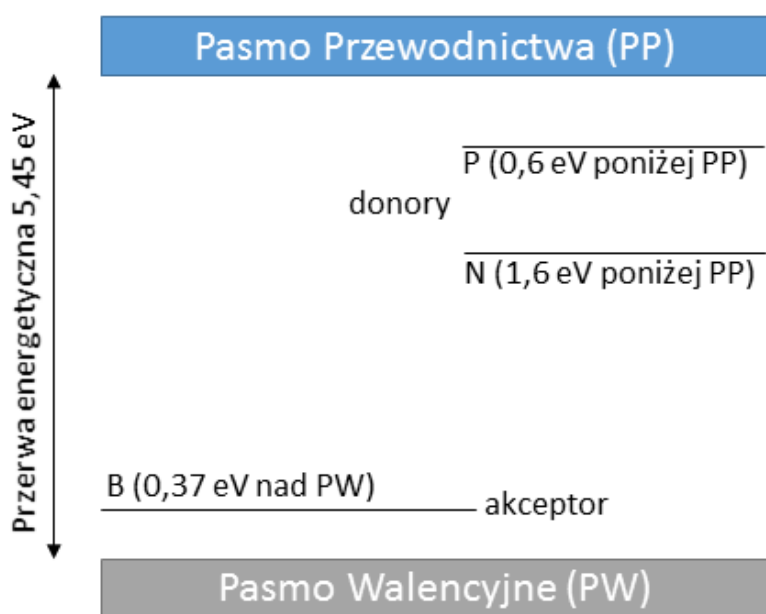 Pasmo Przewodnictwa (PP)
Przerwa energetyczna 5,45 eV
P (0,6 eV poniżej PP)
donory
N (1,6 eV poniżej PP)
B (0,37 eV nad PW)
akceptor
Pasmo Walencyjne (PW)